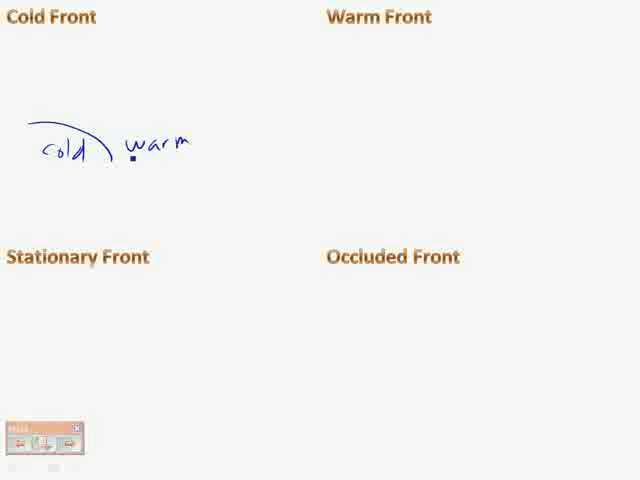 Cold Front
Warm Front
cold warm
Stationary Front
Occluded Front